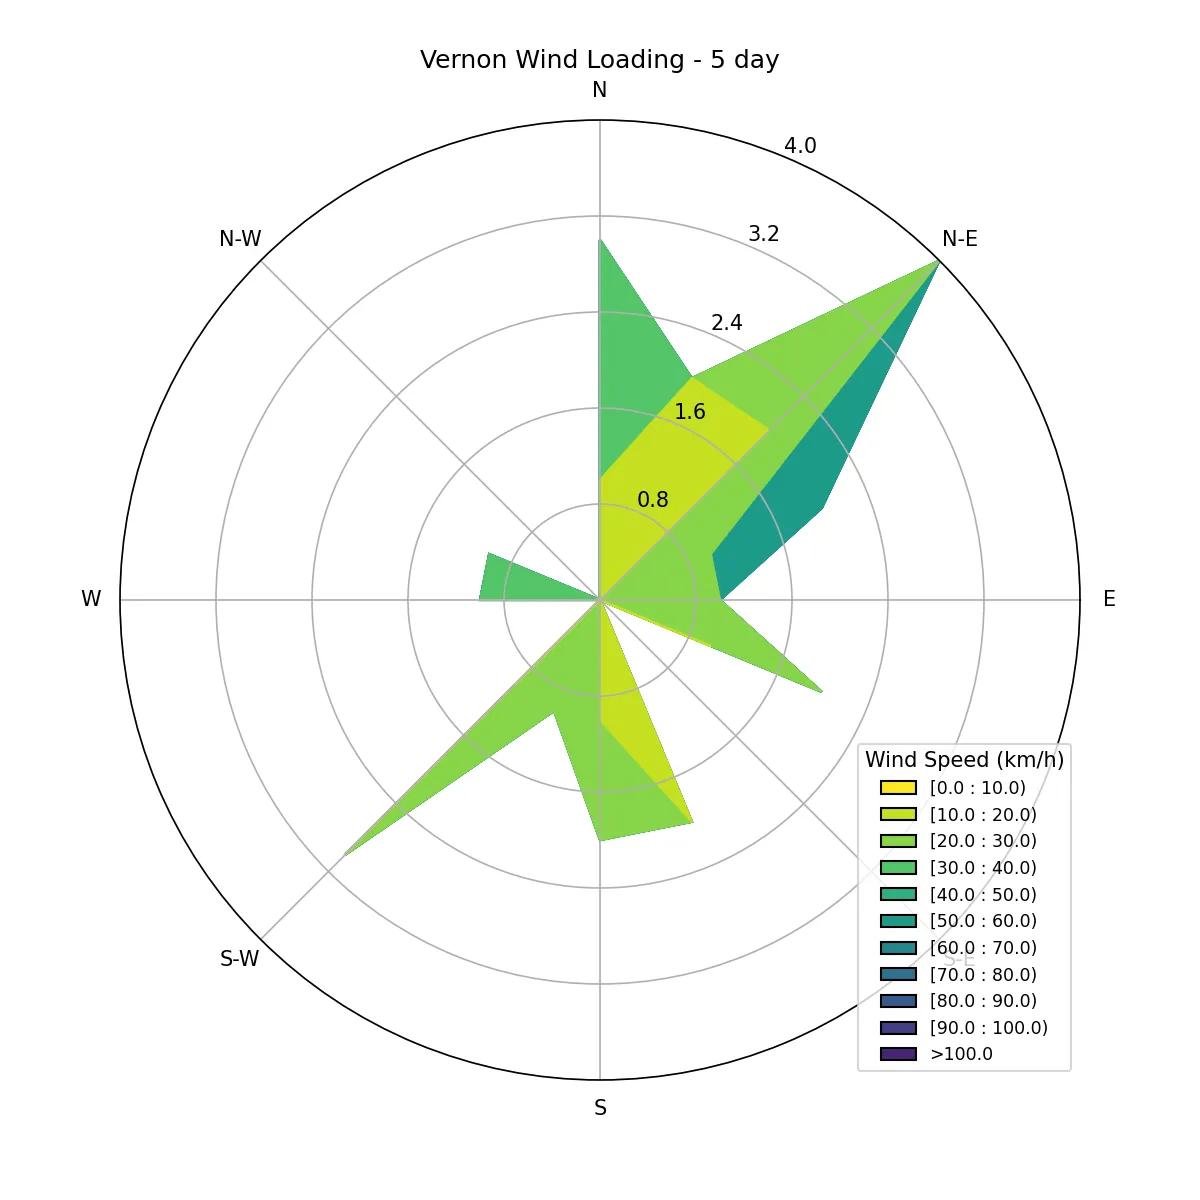 Vernon Wind Loading - 5 day
N
4.0
N-W
3.2
N-E
2.4
1.6
0.8
W
E
Wind Speed (km/h)
[0.0 : 10.0)
[10.0 : 20.0)
[20.0 : 30.0)
[30.0 : 40.0)
[40.0 : 50.0)
[50.0 : 60.0)
[60.0 : 70.0)
[70.0 : 80.0)
[80.0 : 90.0)
[90.0 : 100.0)
>100.0
S-W
S-E
S